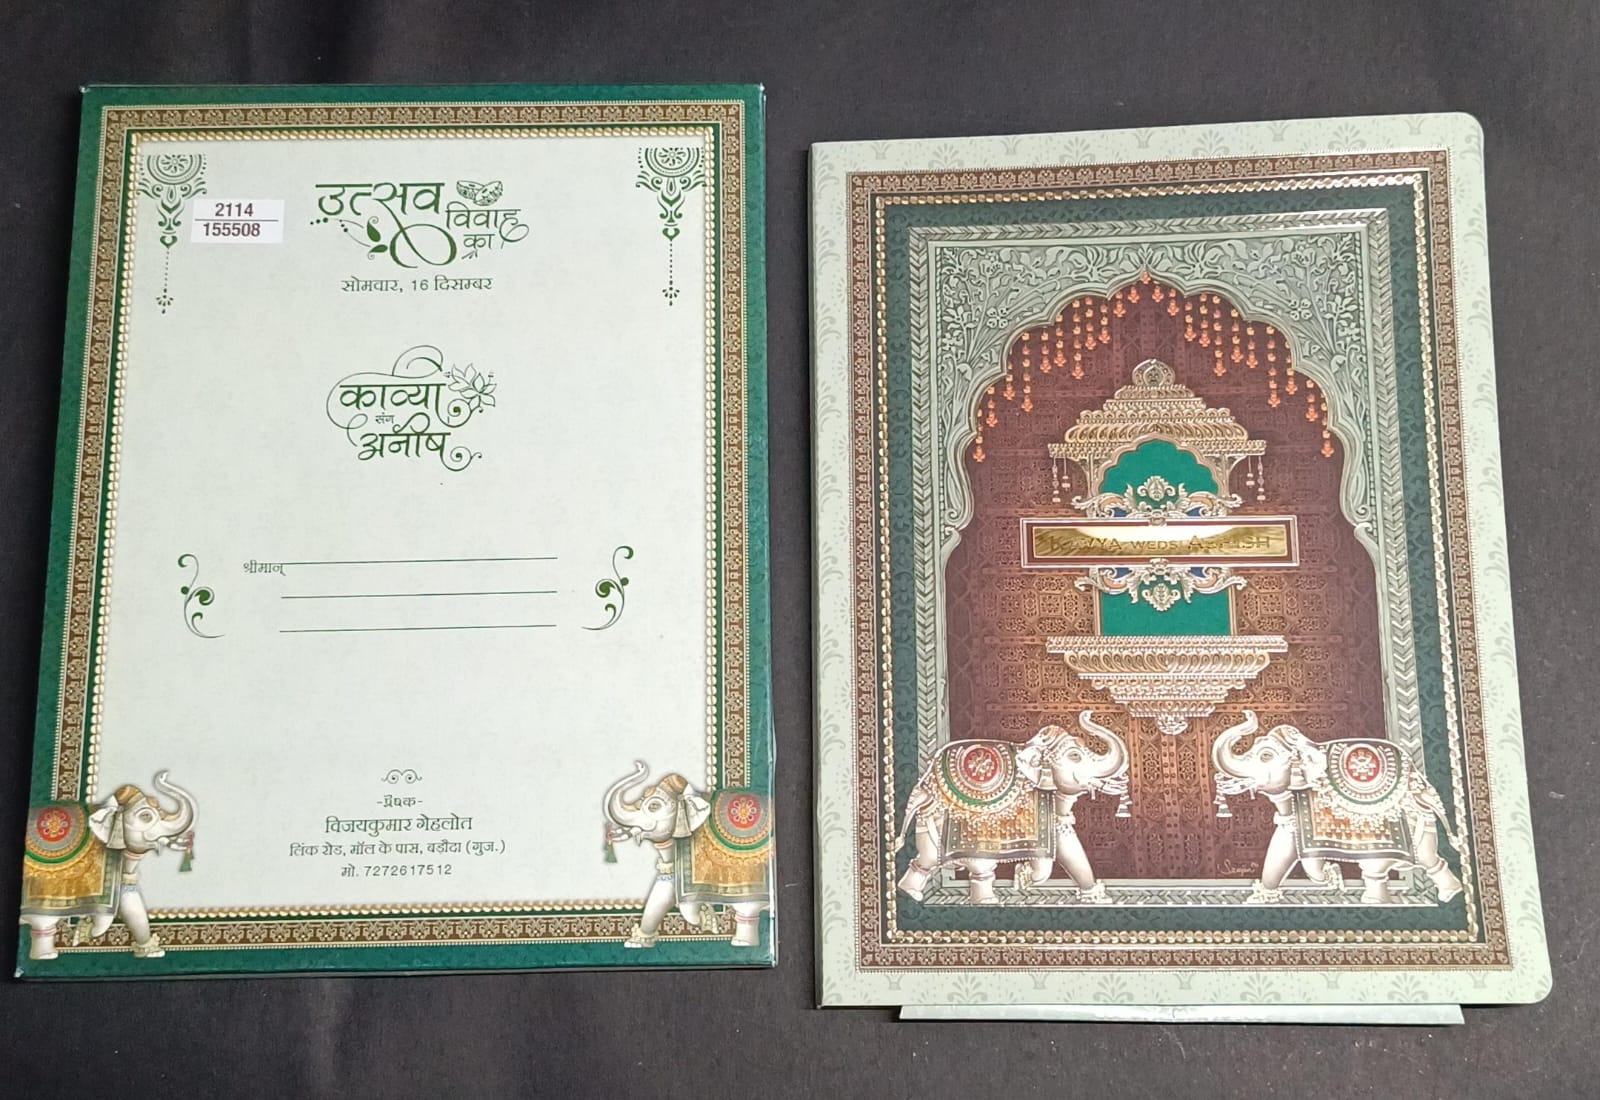 2114
155508
उत्सव
विवाह
का
सोमवार, 16 दिसम्बर
काव्या
संग
अनीष
श्रीमान्
-प्रेषक-
विजयकुमार गेहलोत
लिंक रोड, मॉल के पास, बड़ौदा (गुज.)
मो. 7272617512
KAVYA WEDS ANISH